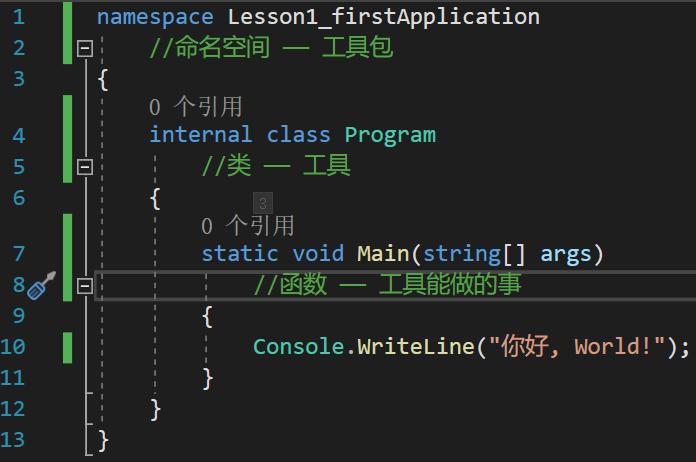 1 namespace Lesson1_firstApplication
2 //命名空间 —— 工具包
3 {
0 个引用
4 internal class Program
5 //类 —— 工具
6 {
3
0 个引用
7 static void Main(string[] args)
8 //函数 —— 工具能做的事
9 {
10 Console.WriteLine("你好, World!");
11 }
12 }
13 }